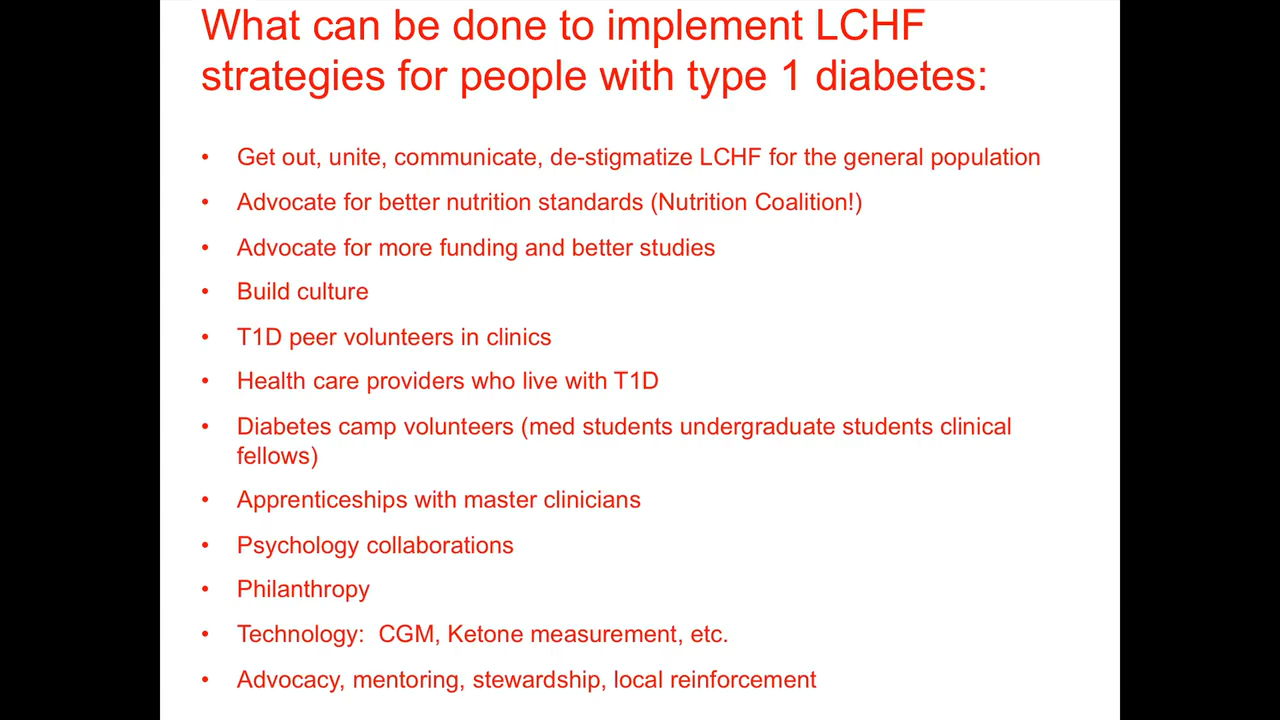 What can be done to implement LCHF
strategies for people with type 1 diabetes:
• Get out, unite, communicate, de-stigmatize LCHF for the general population
• Advocate for better nutrition standards (Nutrition Coalition!)
• Advocate for more funding and better studies
• Build culture
• T1D peer volunteers in clinics
• Health care providers who live with T1D
• Diabetes camp volunteers (med students undergraduate students clinical
fellows)
• Apprenticeships with master clinicians
• Psychology collaborations
• Philanthropy
• Technology:  CGM, Ketone measurement, etc.
• Advocacy, mentoring, stewardship, local reinforcement